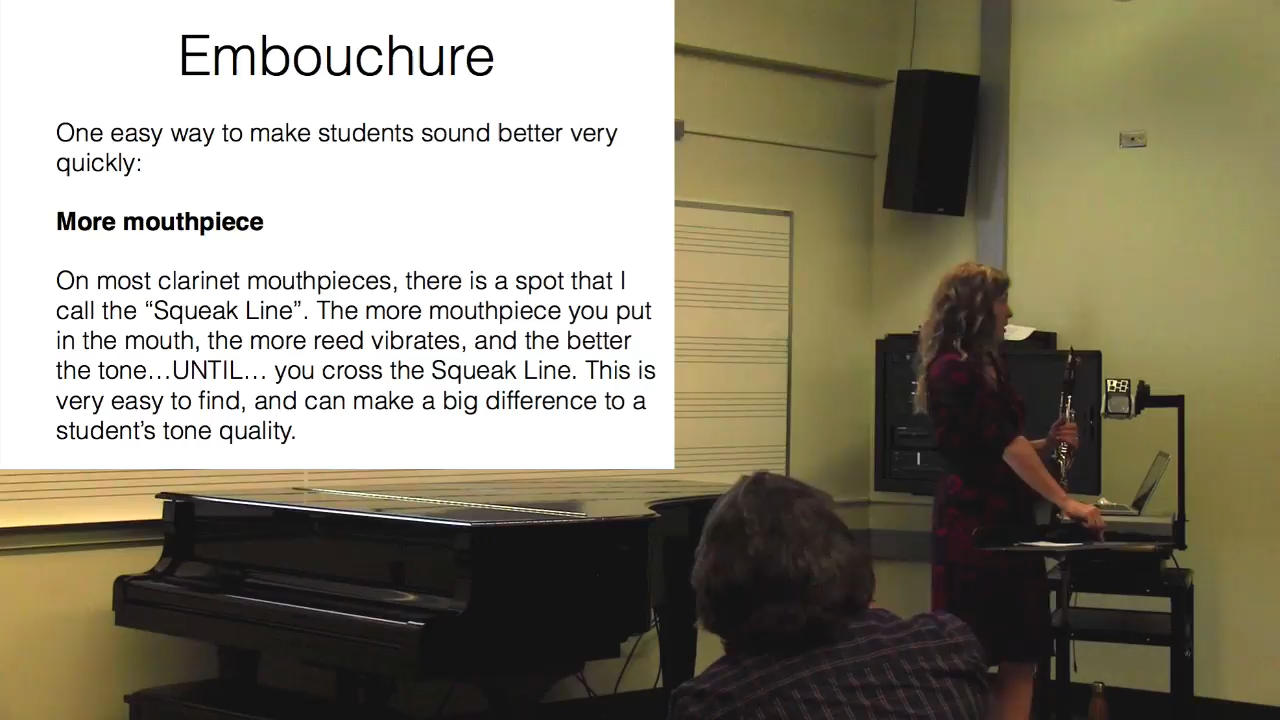 Embouchure
One easy way to make students sound better very
quickly:
More mouthpiece
On most clarinet mouthpieces, there is a spot that I
call the “Squeak Line”. The more mouthpiece you put
in the mouth, the more reed vibrates, and the better
the tone…UNTIL… you cross the Squeak Line. This is
very easy to find, and can make a big difference to a
student’s tone quality.